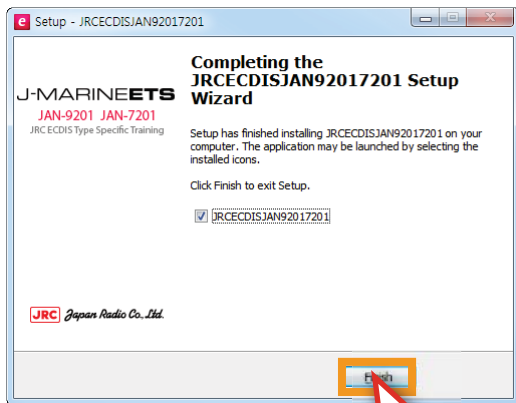 e Setup - JRCECDISJAN92017201
J-MARINEETS
JAN-9201 JAN-7201
JRC ECDIS Type Specific Training
Completing the
JRCECDISJAN92017201 Setup
Wizard
Setup has finished installing JRCECDISJAN92017201 on your
computer. The application may be launched by selecting the
installed icons.
Click Finish to exit Setup.
JRCECDISJAN92017201
JRC Japan Radio Co., Ltd.
Finish